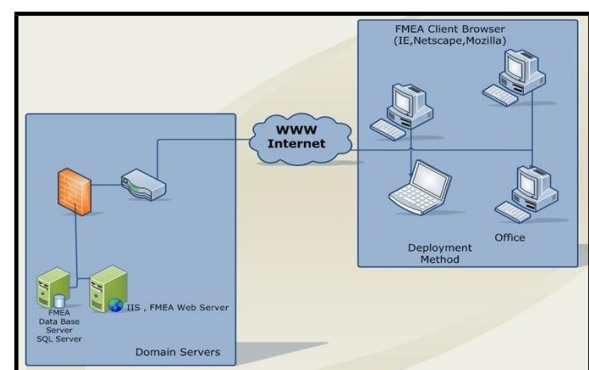 FMEA Client Browser
(IE,Netscape,Mozilla)
WWW
Internet
Office
Deployment
Method
IIS , FMEA Web Server
FMEA
Data Base
Server
SQL Server
Domain Servers